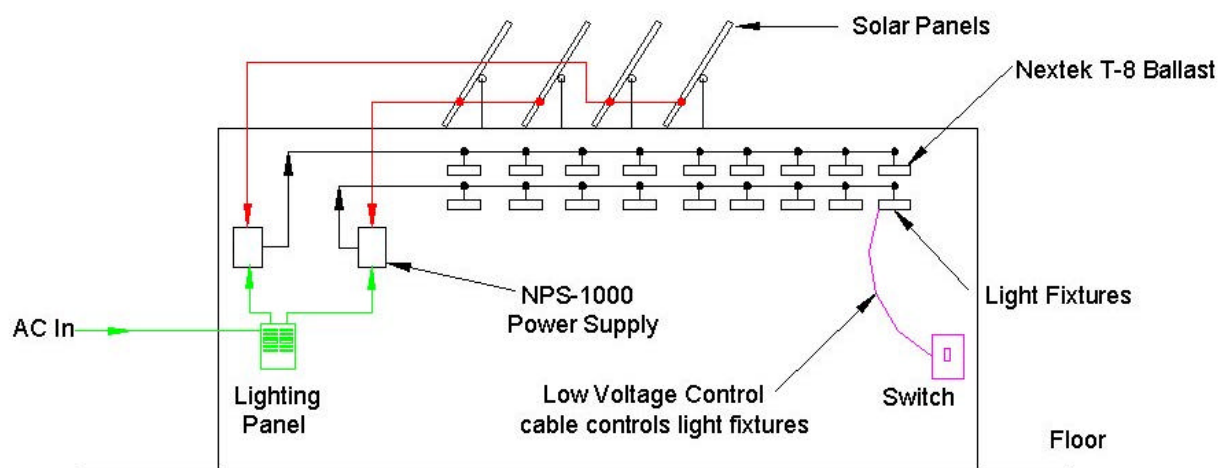 Solar Panels
Nextek T-8 Ballast
NPS-1000
Power Supply
Light Fixtures
AC In
Lighting
Panel
Low Voltage Control
cable controls light fixtures
Switch
Floor